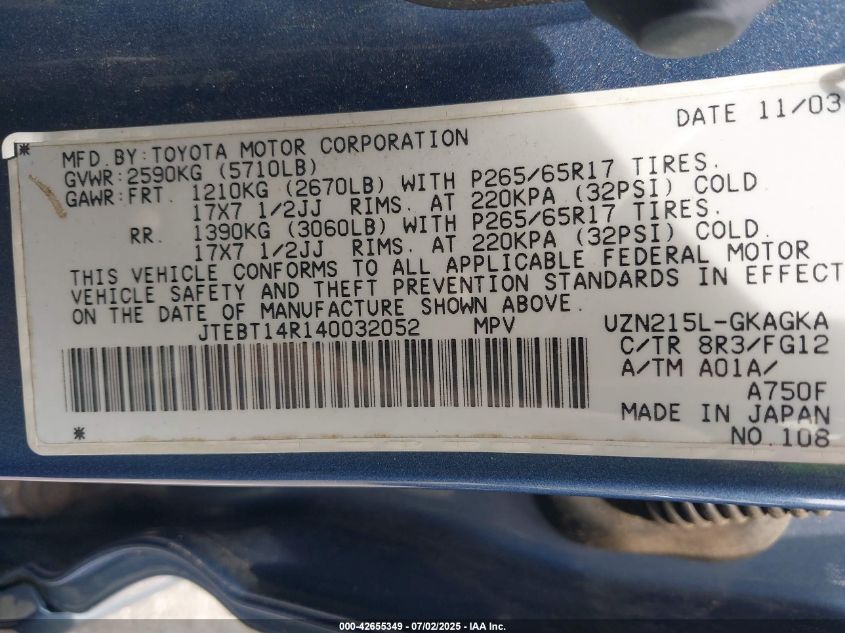 DATE 11/03
MFD.BY:TOYOTA MOTOR CORPORATION
GVWR:2590KG (5710LB)
GAWR:FRT. 1210KG (2670LB) WITH P265/65R17 TIRES.
17X7 1/2JJ RIMS. AT 220KPA (32PSI) COLD
RR. 1390KG (3060LB) WITH P265/65R17 TIRES.
17X7 1/2JJ RIMS. AT 220KPA (32PSI) COLD.
THIS VEHICLE CONFORMS TO ALL APPLICABLE FEDERAL MOTOR
VEHICLE SAFETY AND THEFT PREVENTION STANDARDS IN EFFECT
ON THE DATE OF MANUFACTURE SHOWN ABOVE.
JTEBT14R140032052 MPV UZN215L-GKAGKA
C/TR 8R3/FG12
A/TM A01A/
A750F
MADE IN JAPAN
NO.108
000-42655349 - 07/02/2025 - IAA Inc.